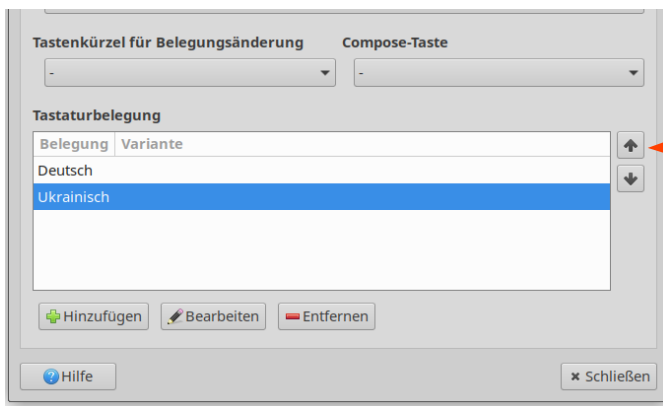 Tastenkürzel für Belegungsänderung Compose-Taste
- -
Tastaturbelegung
Belegung Variante
Deutsch
Ukrainisch
Hinzufügen Bearbeiten Entfernen
Hilfe Schließen